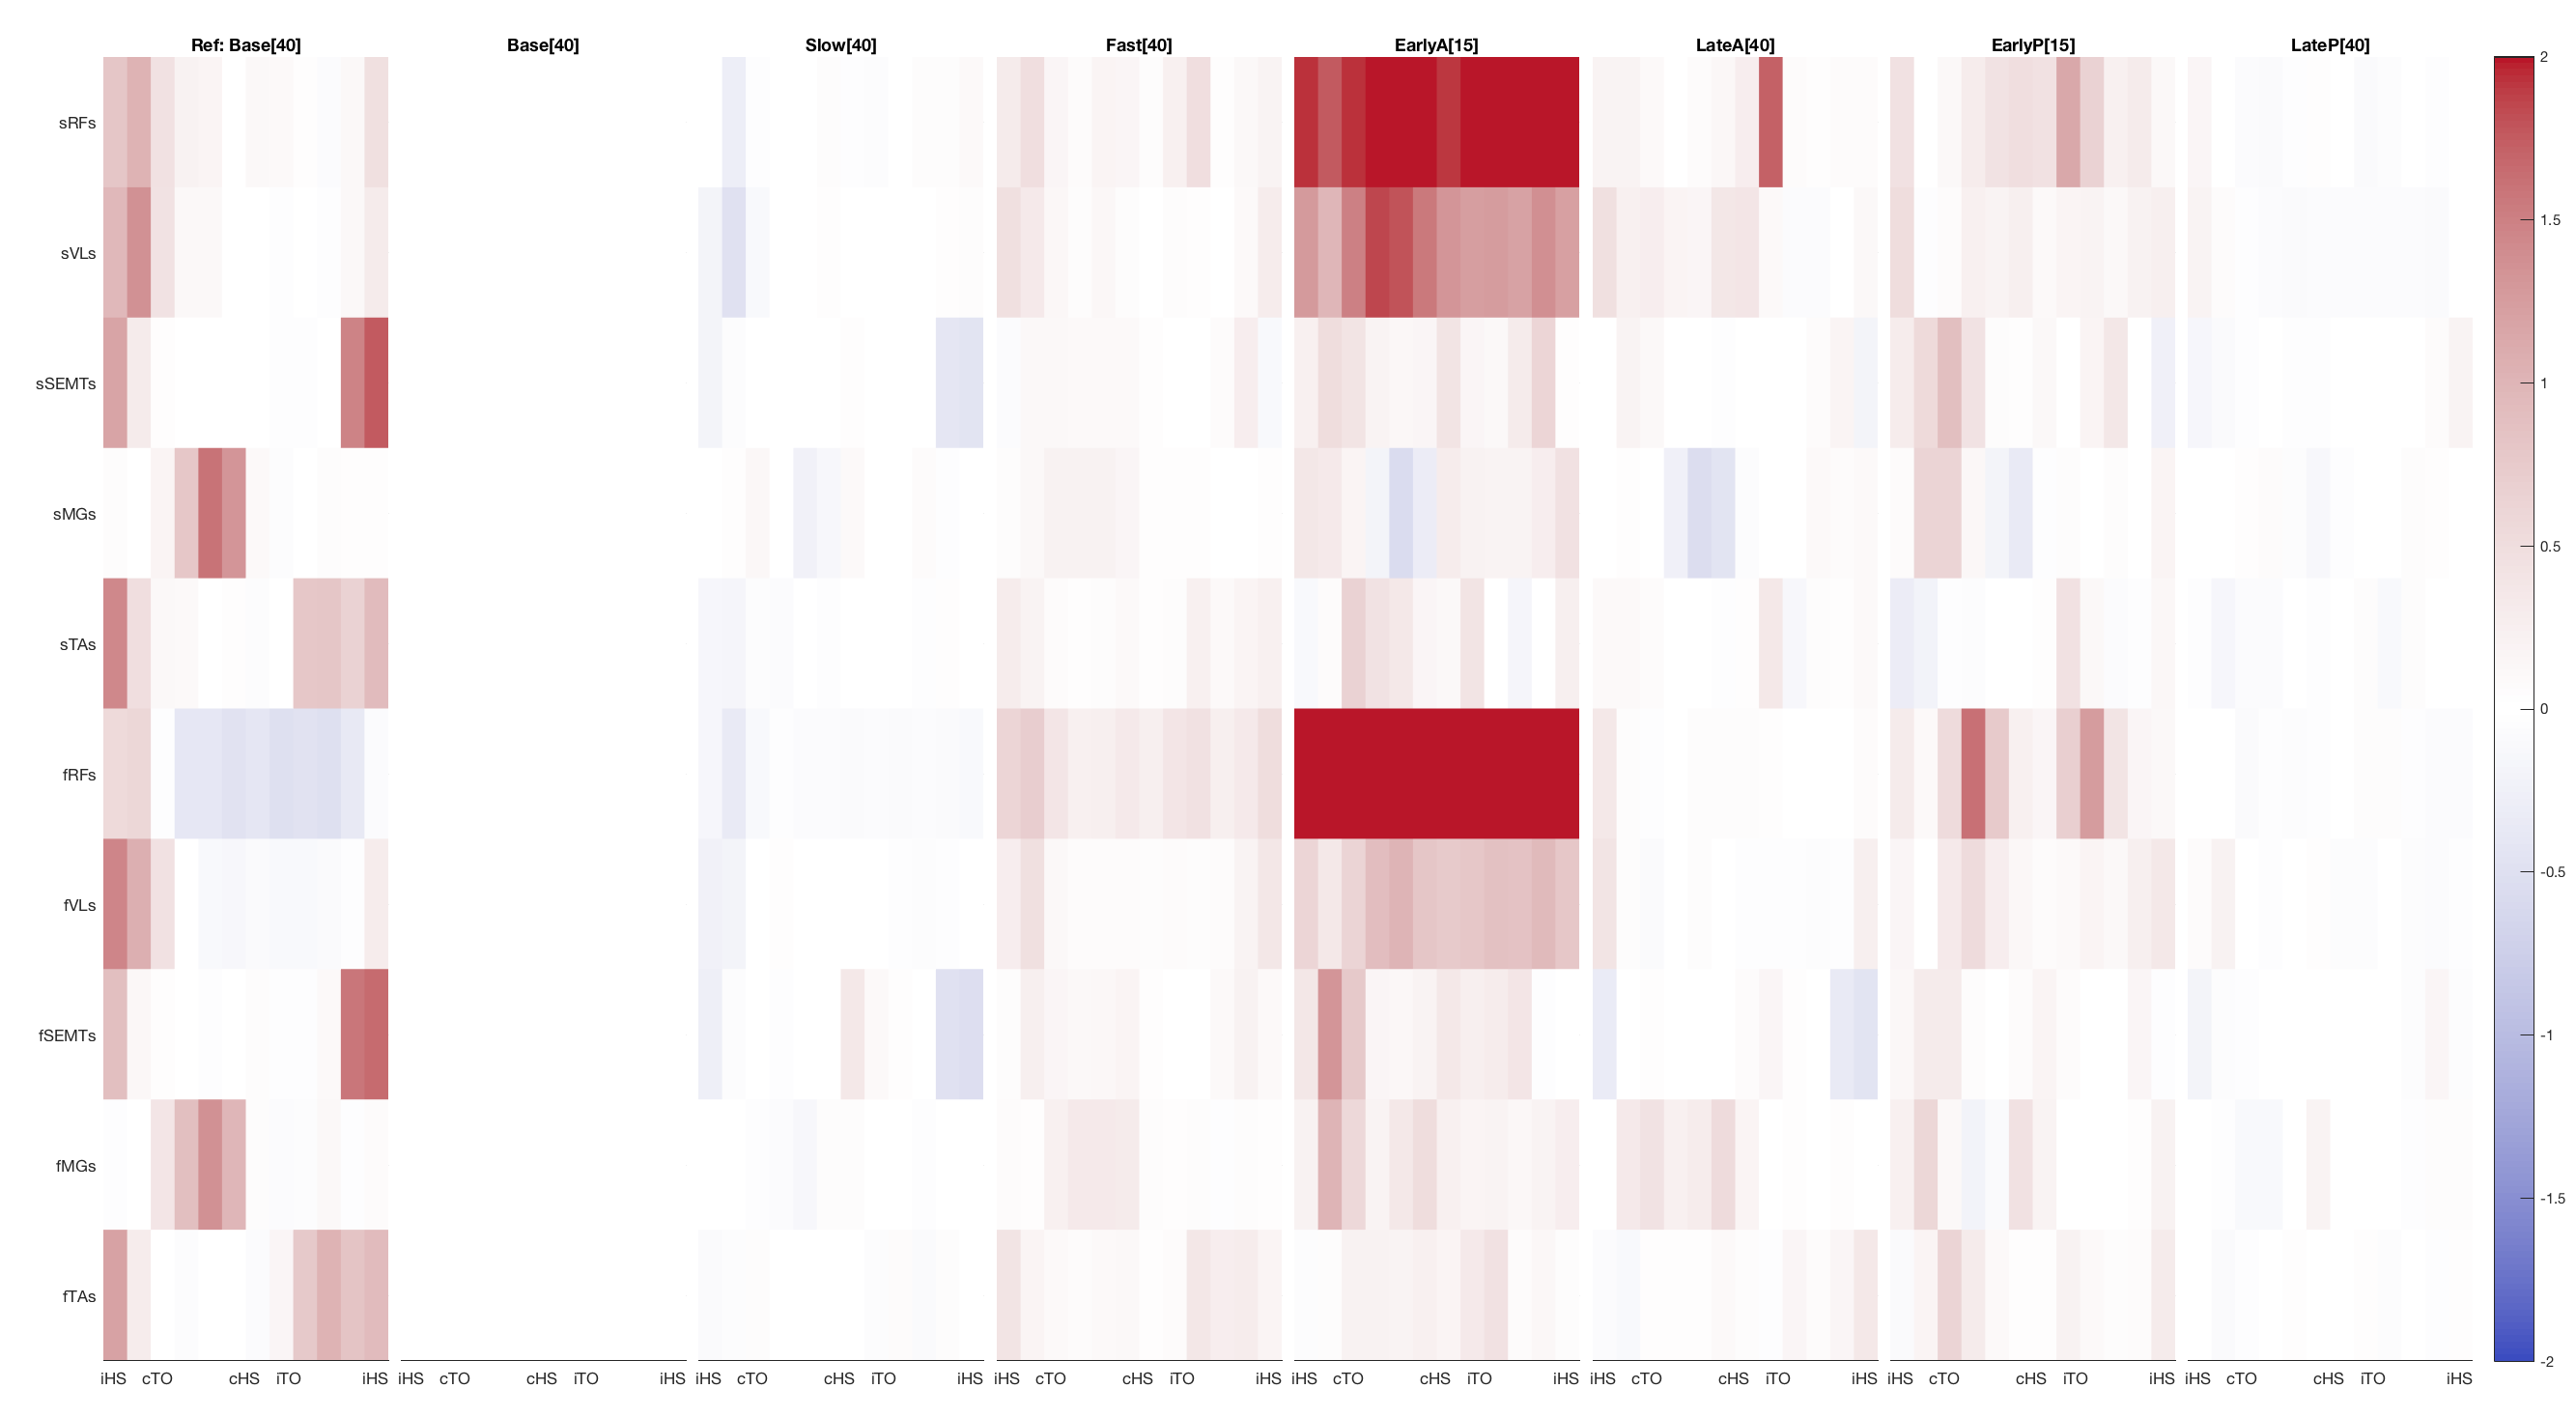 Ref: Base[40] Base[40] Slow[40] Fast[40] EarlyA[15] LateA[40] EarlyP[15] LateP[40]
sRFs
sVLs
sSEMTs
sMGs
sTAs
fRFs
fVLs
fSEMTs
fMGs
fTAs
iHS cTO cHS iTO iHS iHS cTO cHS iTO iHS iHS cTO cHS iTO iHS iHS cTO cHS iTO iHS iHS cTO cHS iTO iHS iHS cTO cHS iTO iHS iHS cTO cHS iTO iHS iHS cTO cHS iTO iHS
2
1.5
1
0.5
0
-0.5
-1
-1.5
-2